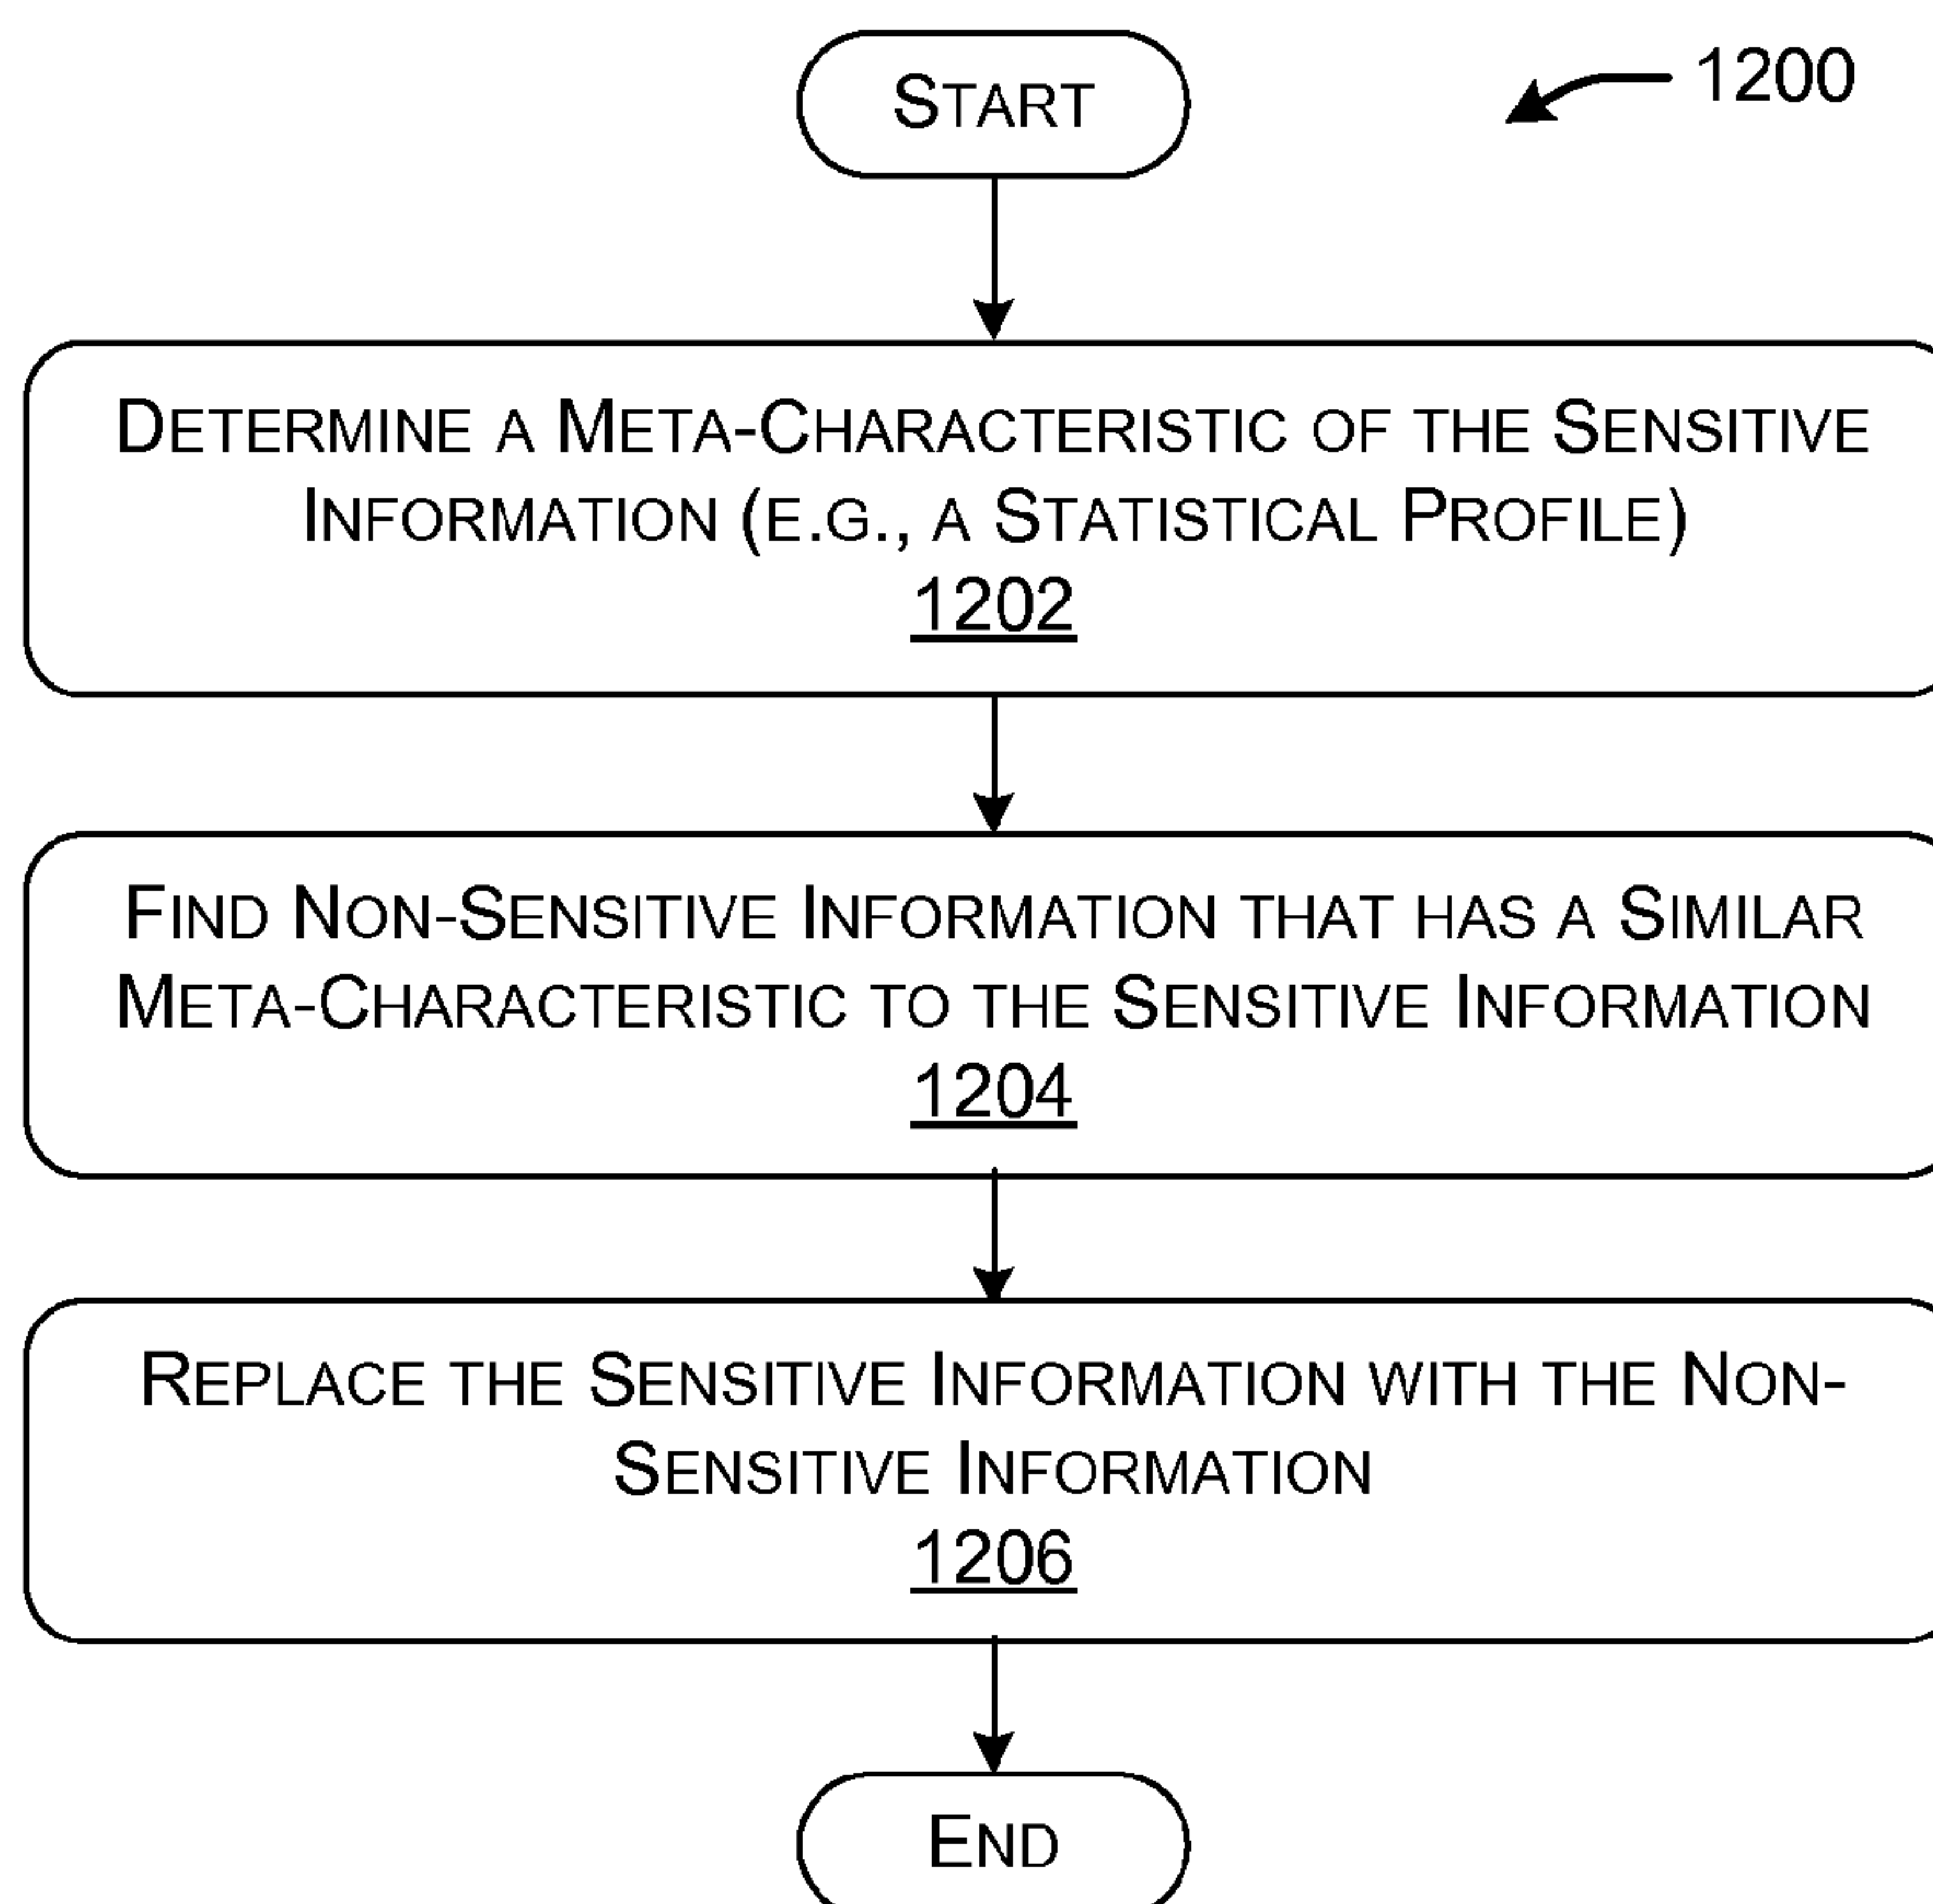 START
1200
DETERMINE A META-CHARACTERISTIC OF THE SENSITIVE
INFORMATION (E.G., A STATISTICAL PROFILE)
1202
FIND NON-SENSITIVE INFORMATION THAT HAS A SIMILAR
META-CHARACTERISTIC TO THE SENSITIVE INFORMATION
1204
REPLACE THE SENSITIVE INFORMATION WITH THE NON-
SENSITIVE INFORMATION
1206
END